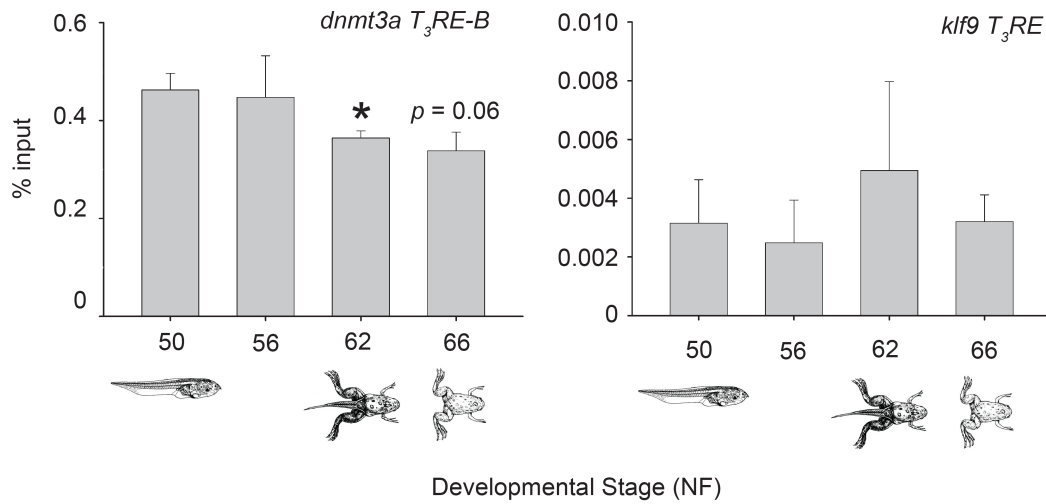 dnmt3a T₃RE-B
% input
0.6
0.4
0.2
0
*
p = 0.06
50 56 62 66
klf9 T₃RE
0.010
0.008
0.006
0.004
0.002
0
50 56 62 66
Developmental Stage (NF)